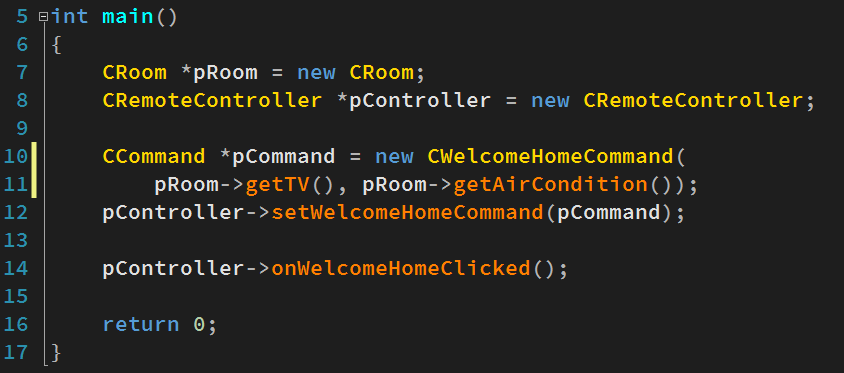 5 int main()
6 {
7     CRoom *pRoom = new CRoom;
8     CRemoteController *pController = new CRemoteController;
9
10     CCommand *pCommand = new CWelcomeHomeCommand(
11         pRoom->getTV(), pRoom->getAirCondition());
12     pController->setWelcomeHomeCommand(pCommand);
13
14     pController->onWelcomeHomeClicked();
15
16     return 0;
17 }